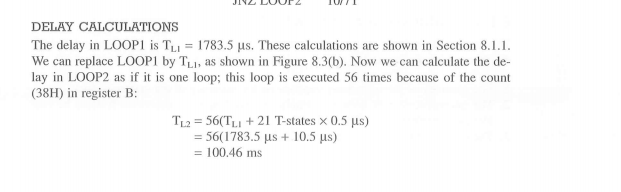 JNZ LOOP2 10/7T
DELAY CALCULATIONS
The delay in LOOP1 is T_L1 = 1783.5 μs. These calculations are shown in Section 8.1.1.
We can replace LOOP1 by T_L1, as shown in Figure 8.3(b). Now we can calculate the de-
lay in LOOP2 as if it is one loop; this loop is executed 56 times because of the count
(38H) in register B:
T_L2 = 56(T_L1 + 21 T-states × 0.5 μs)
= 56(1783.5 μs + 10.5 μs)
= 100.46 ms